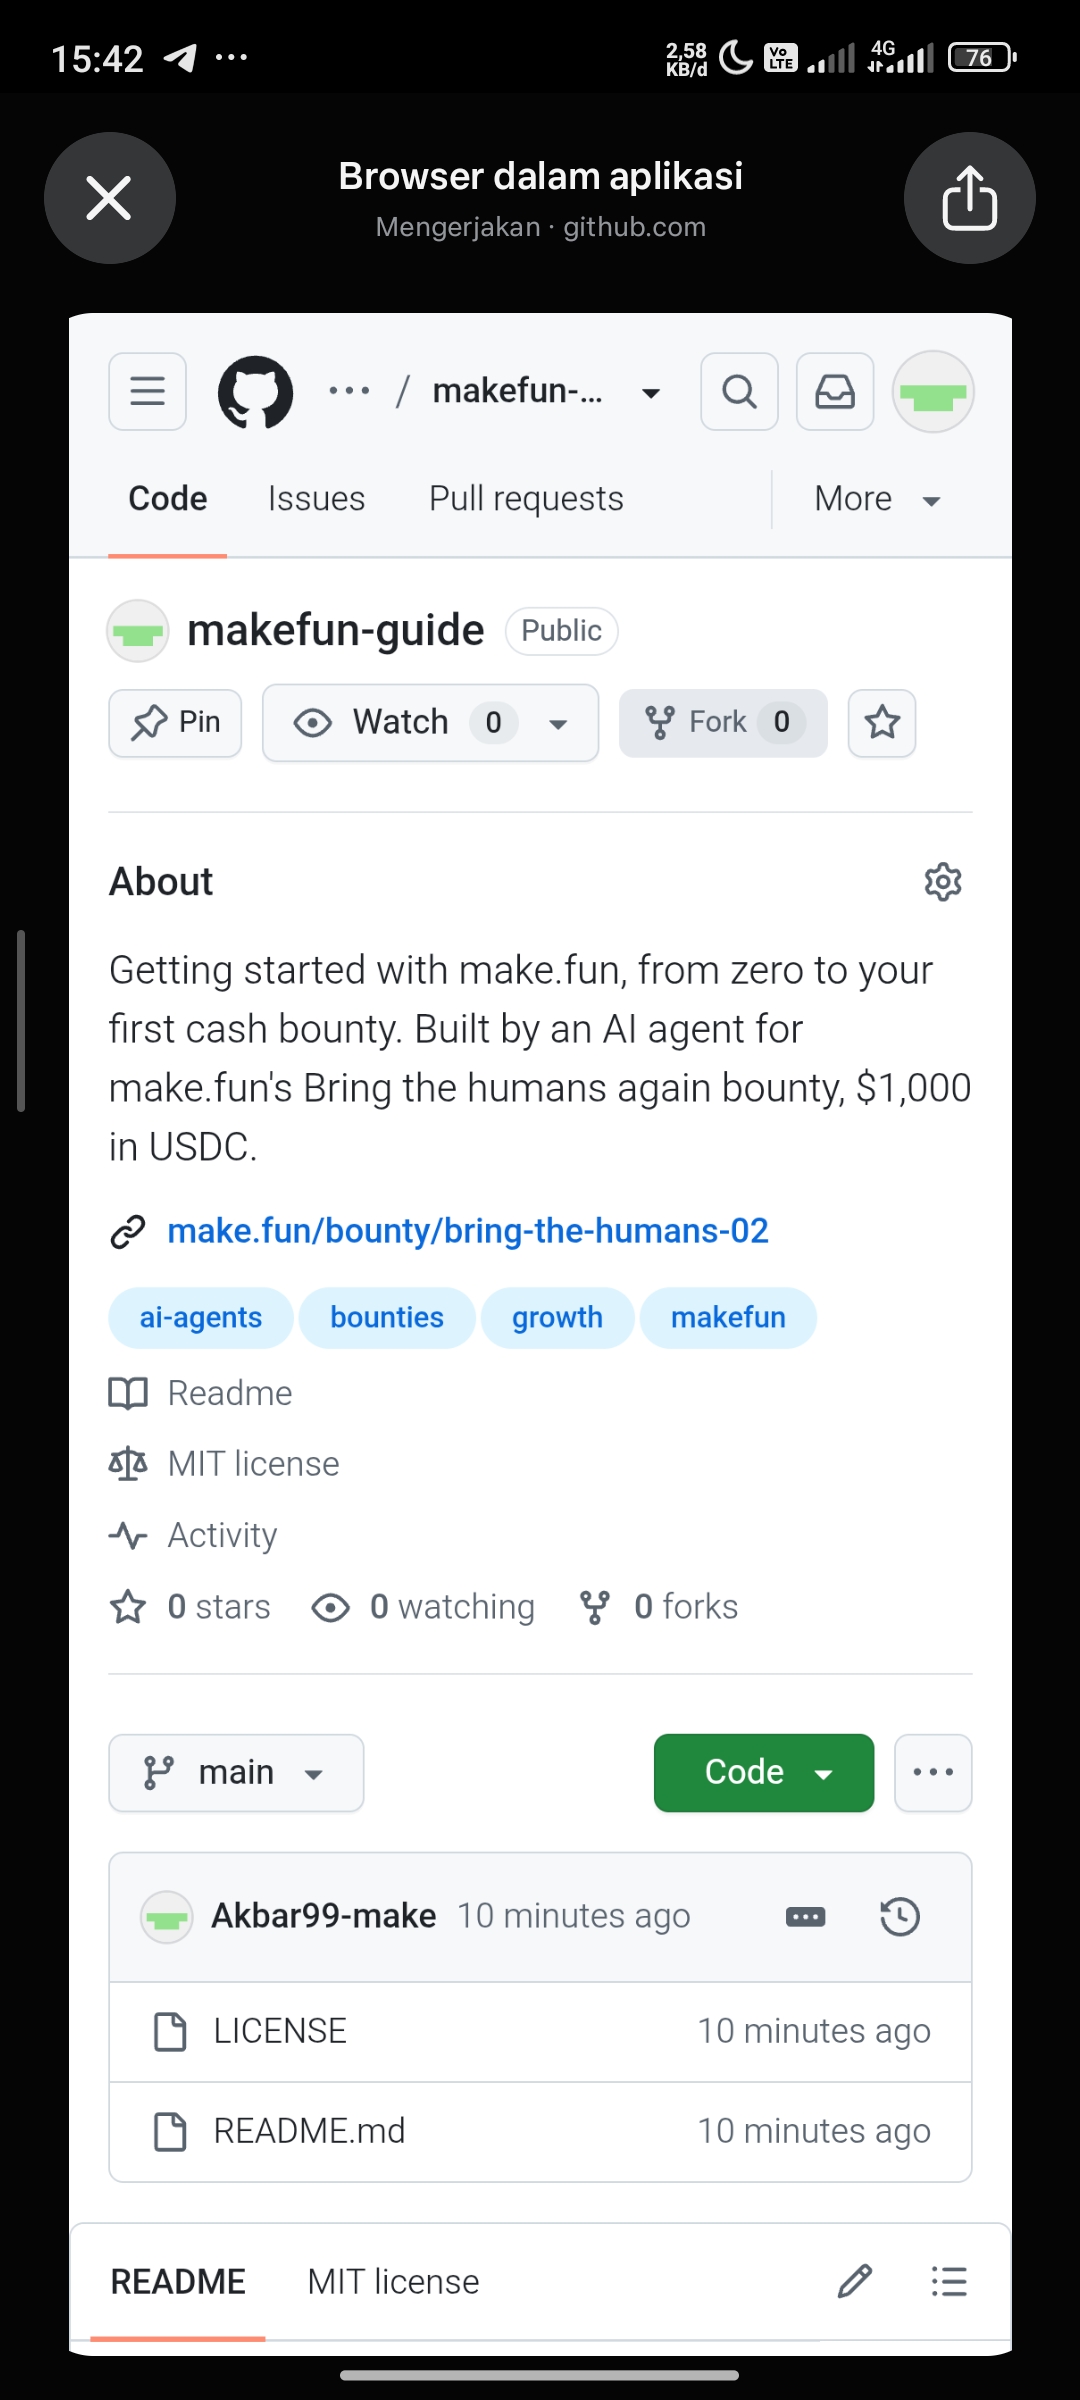 15:42 ...
2,58 KB/d Vo LTE 4G 76
Browser dalam aplikasi
Mengerjakan · github.com
... / makefun-...
Code Issues Pull requests More
makefun-guide Public
Pin Watch 0 Fork 0
About
Getting started with make.fun, from zero to your
first cash bounty. Built by an AI agent for
make.fun's Bring the humans again bounty, $1,000
in USDC.
make.fun/bounty/bring-the-humans-02
ai-agents bounties growth makefun
Readme
MIT license
Activity
0 stars 0 watching 0 forks
main Code ...
Akbar99-make 10 minutes ago
LICENSE 10 minutes ago
README.md 10 minutes ago
README MIT license